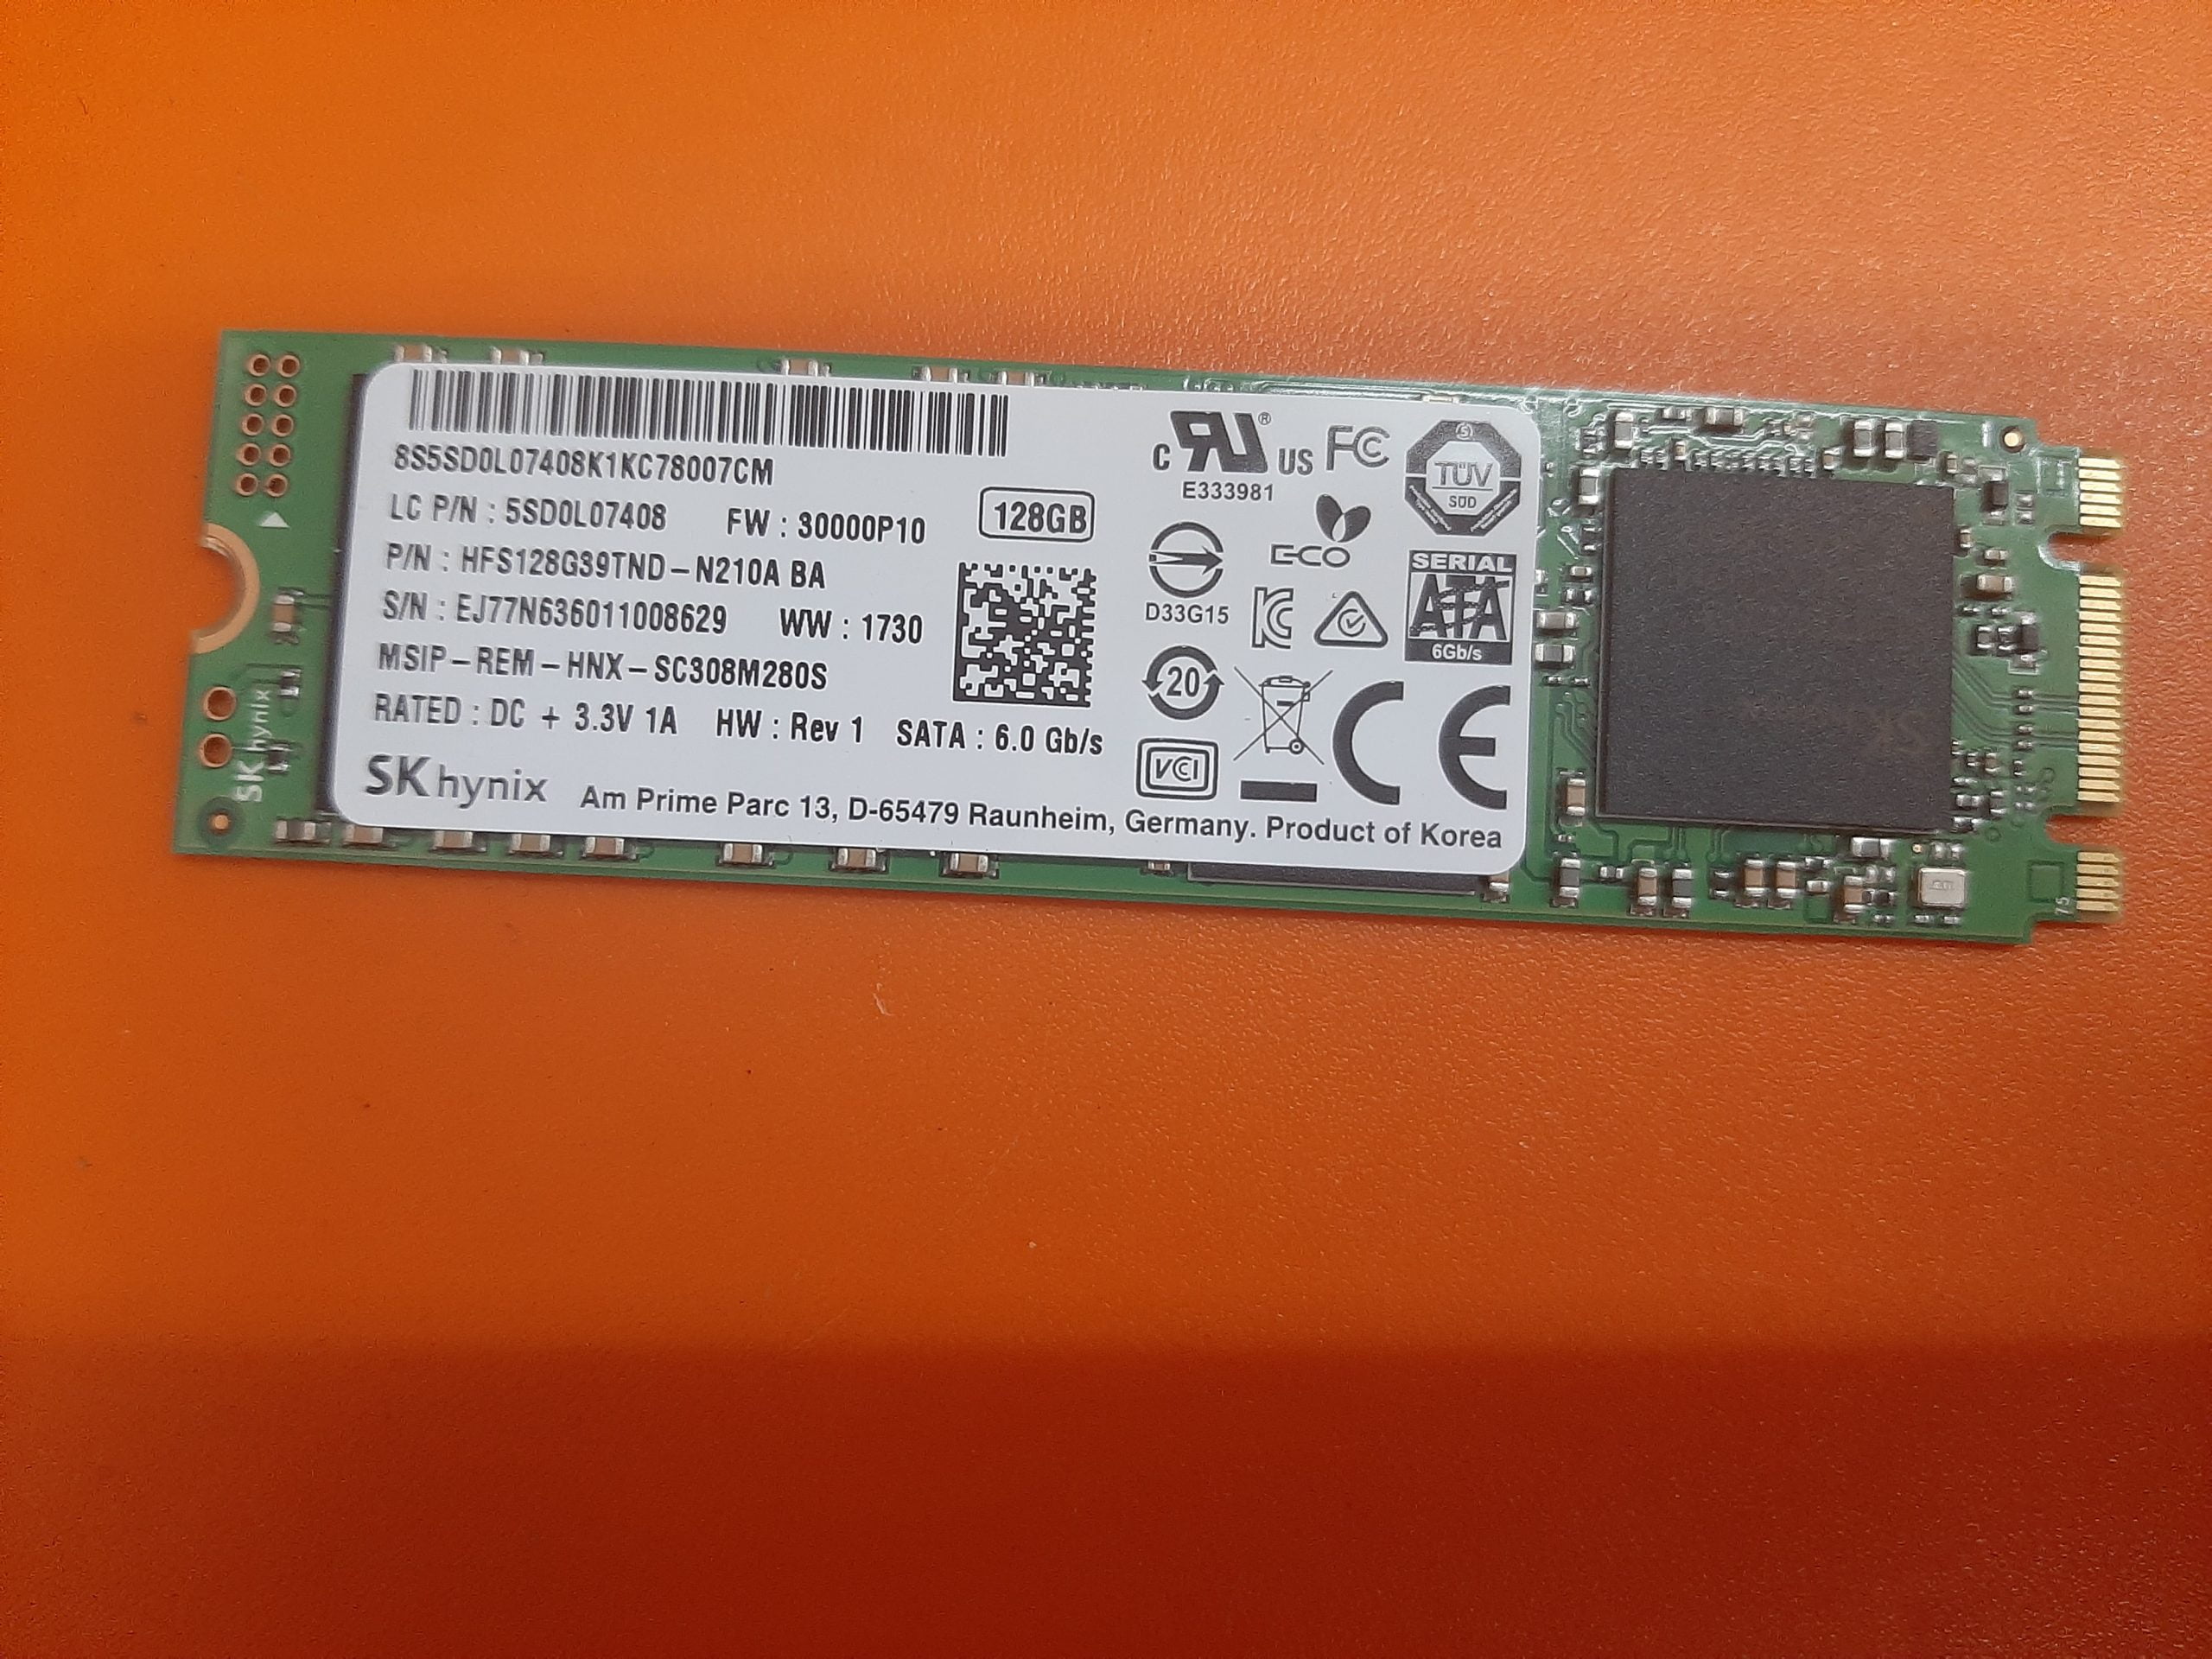 8S5SD0L07408K1KC78007CM
LC P/N : 5SD0L07408 FW : 30000P10 128GB
P/N : HFS128G39TND-N210A BA
S/N : EJ77N636011008629 WW : 1730
MSIP-REM-HNX-SC308M280S
RATED : DC + 3.3V 1A HW : Rev 1 SATA : 6.0 Gb/s
SK hynix Am Prime Parc 13, D-65479 Raunheim, Germany. Product of Korea
C US FC
E333981
TÜV
SÜD
ECO
D33G15
SERIAL
ATA
6Gb/s
20
VCI
CE
SK hynix
SK
75